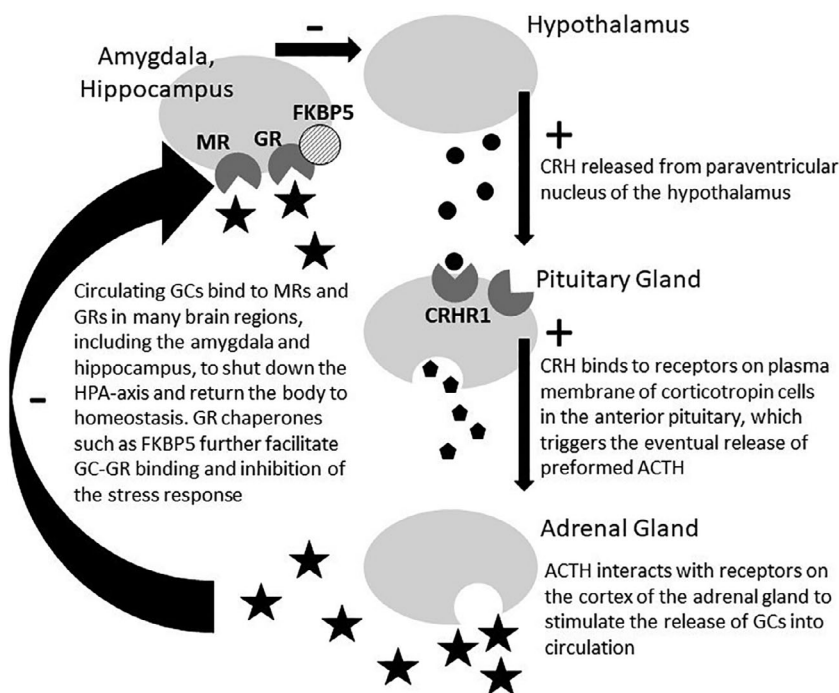 Amygdala,
Hippocampus
-
Hypothalamus
FKBP5
MR
GR
+
CRH released from paraventricular
nucleus of the hypothalamus
Pituitary Gland
CRHR1
+
CRH binds to receptors on plasma
membrane of corticotropin cells
in the anterior pituitary, which
triggers the eventual release of
preformed ACTH
Circulating GCs bind to MRs and
GRs in many brain regions,
including the amygdala and
hippocampus, to shut down the
HPA-axis and return the body to
homeostasis. GR chaperones
such as FKBP5 further facilitate
GC-GR binding and inhibition of
the stress response
-
Adrenal Gland
ACTH interacts with receptors on
the cortex of the adrenal gland to
stimulate the release of GCs into
circulation